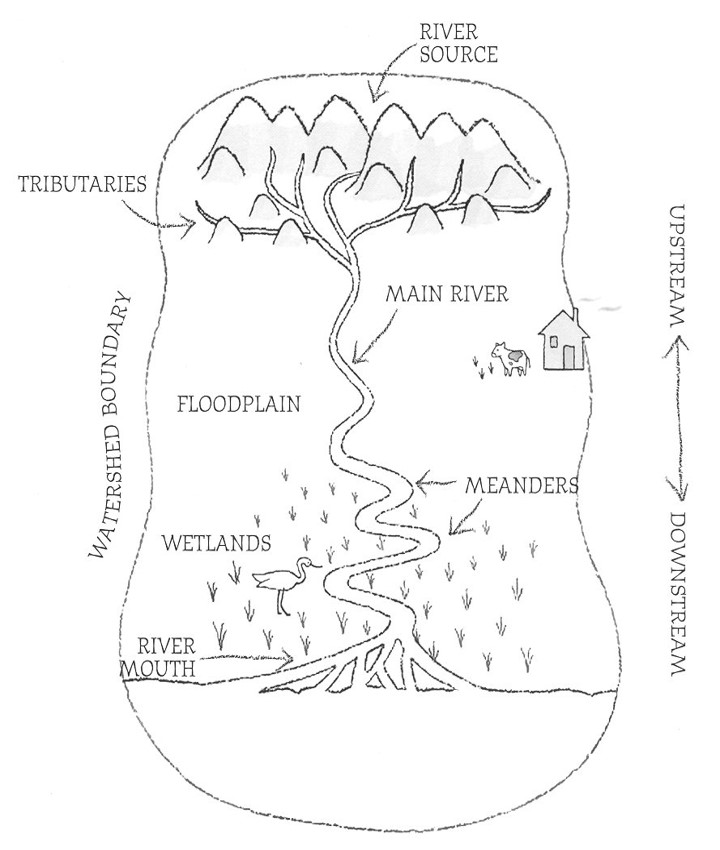 RIVER
SOURCE
TRIBUTARIES
UPSTREAM
MAIN RIVER
WATERSHED BOUNDARY
FLOODPLAIN
MEANDERS
WETLANDS
DOWNSTREAM
RIVER
MOUTH